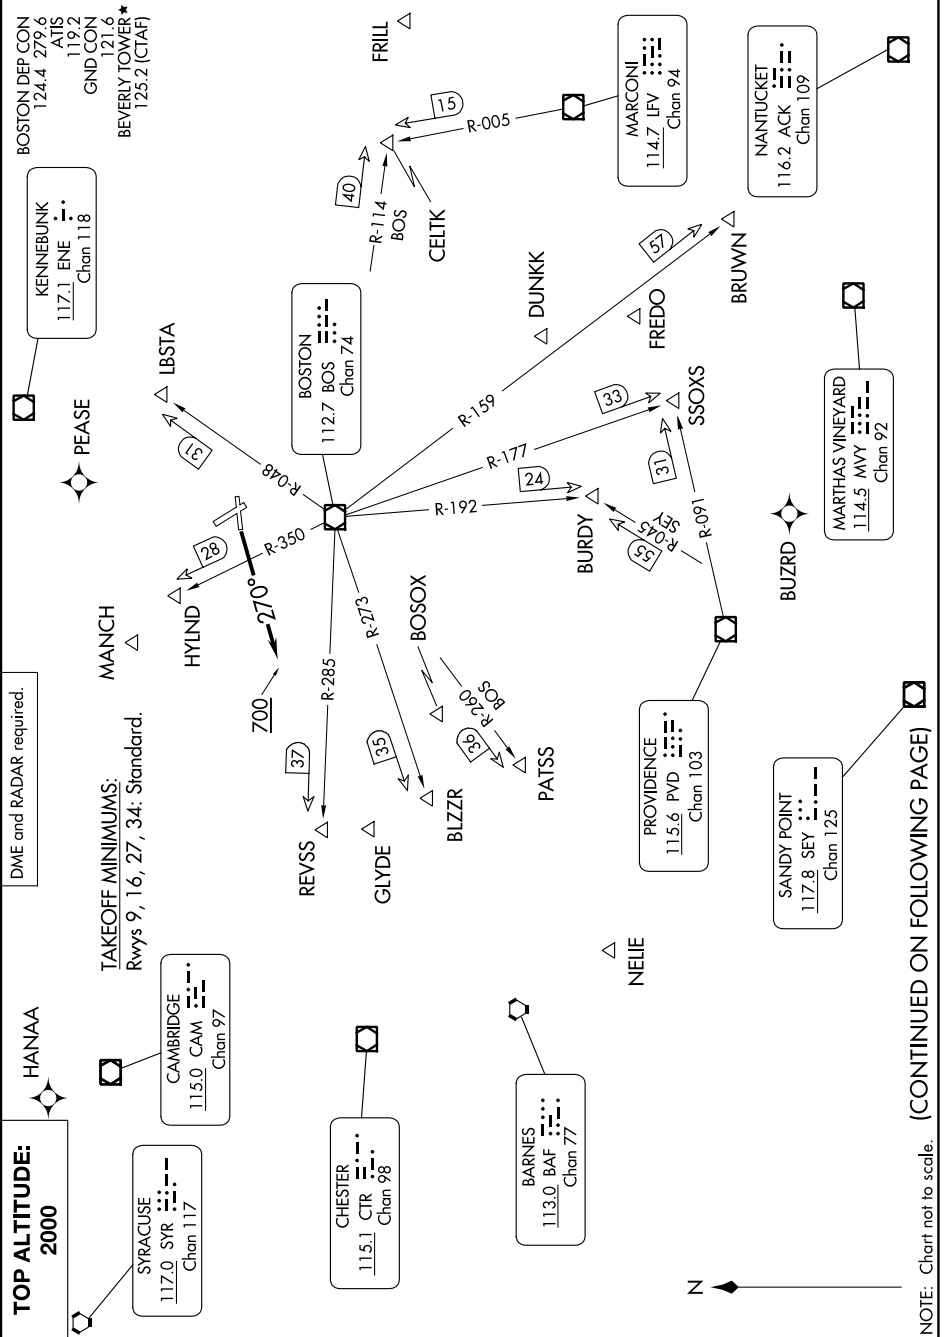 TOP ALTITUDE:
2000
HANAA
DME and RADAR required.
TAKEOFF MINIMUMS:
Rwys 9, 16, 27, 34: Standard.
BOSTON DEP CON
124.4 279.6
ATIS
119.2
GND CON
121.6
BEVERLY TOWER★
125.2 (CTAF)
SYRACUSE
117.0 SYR
Chan 117
CAMBRIDGE
115.0 CAM
Chan 97
MANCH
PEASE
KENNEBUNK
117.1 ENE
Chan 118
HYLND
28
R-350
270°
700
LBSTA
31
R-048
CHESTER
115.1 CTR
Chan 98
REVSS
37
R-285
GLYDE
35
R-273
BLZZR
BOSOX
R-260
BOS
36
PATSS
BOSTON
112.7 BOS
Chan 74
40
R-114
BOS
CELTK
15
R-005
FRILL
BARNES
113.0 BAF
Chan 77
NELIE
R-192
24
BURDY
R-177
33
R-159
DUNKK
FREDO
57
BRUWN
MARCONI
114.7 LFV
Chan 94
PROVIDENCE
115.6 PVD
Chan 103
55
R-045
SEY
31
R-091
SSOXS
NANTUCKET
116.2 ACK
Chan 109
SANDY POINT
117.8 SEY
Chan 125
BUZRD
MARTHAS VINEYARD
114.5 MVY
Chan 92
N
NOTE: Chart not to scale.
(CONTINUED ON FOLLOWING PAGE)